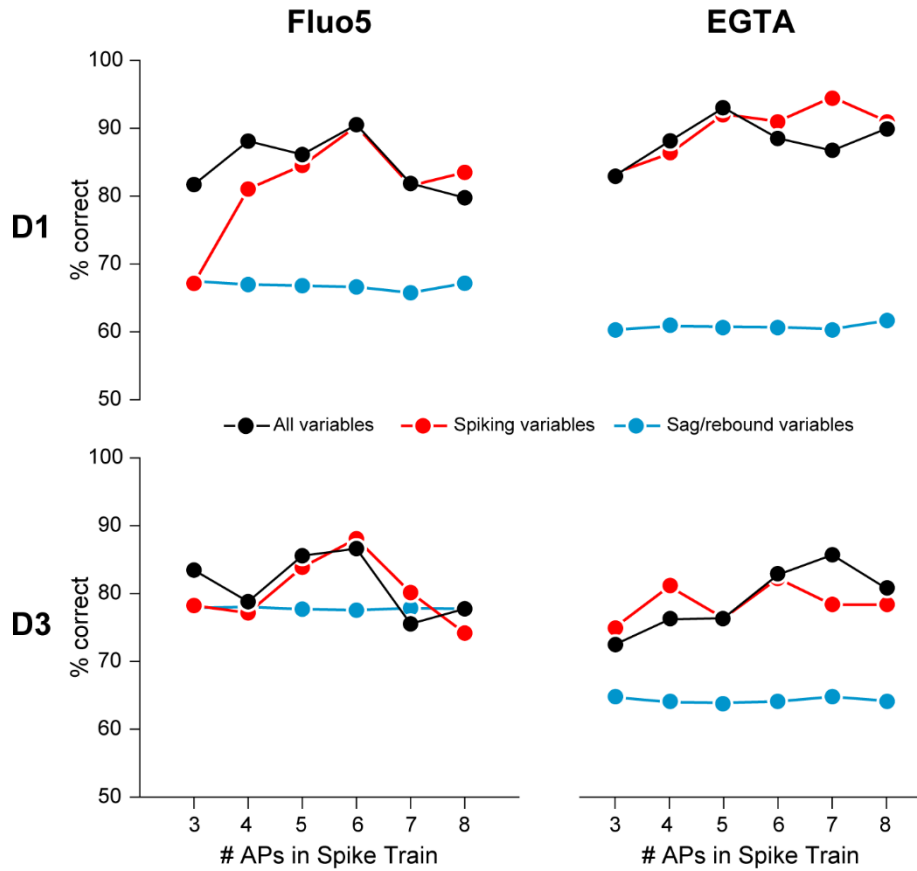 Fluo5
EGTA
D1
% correct
100
90
80
70
60
50
All variables
Spiking variables
Sag/rebound variables
D3
% correct
100
90
80
70
60
50
3 4 5 6 7 8
3 4 5 6 7 8
# APs in Spike Train
# APs in Spike Train